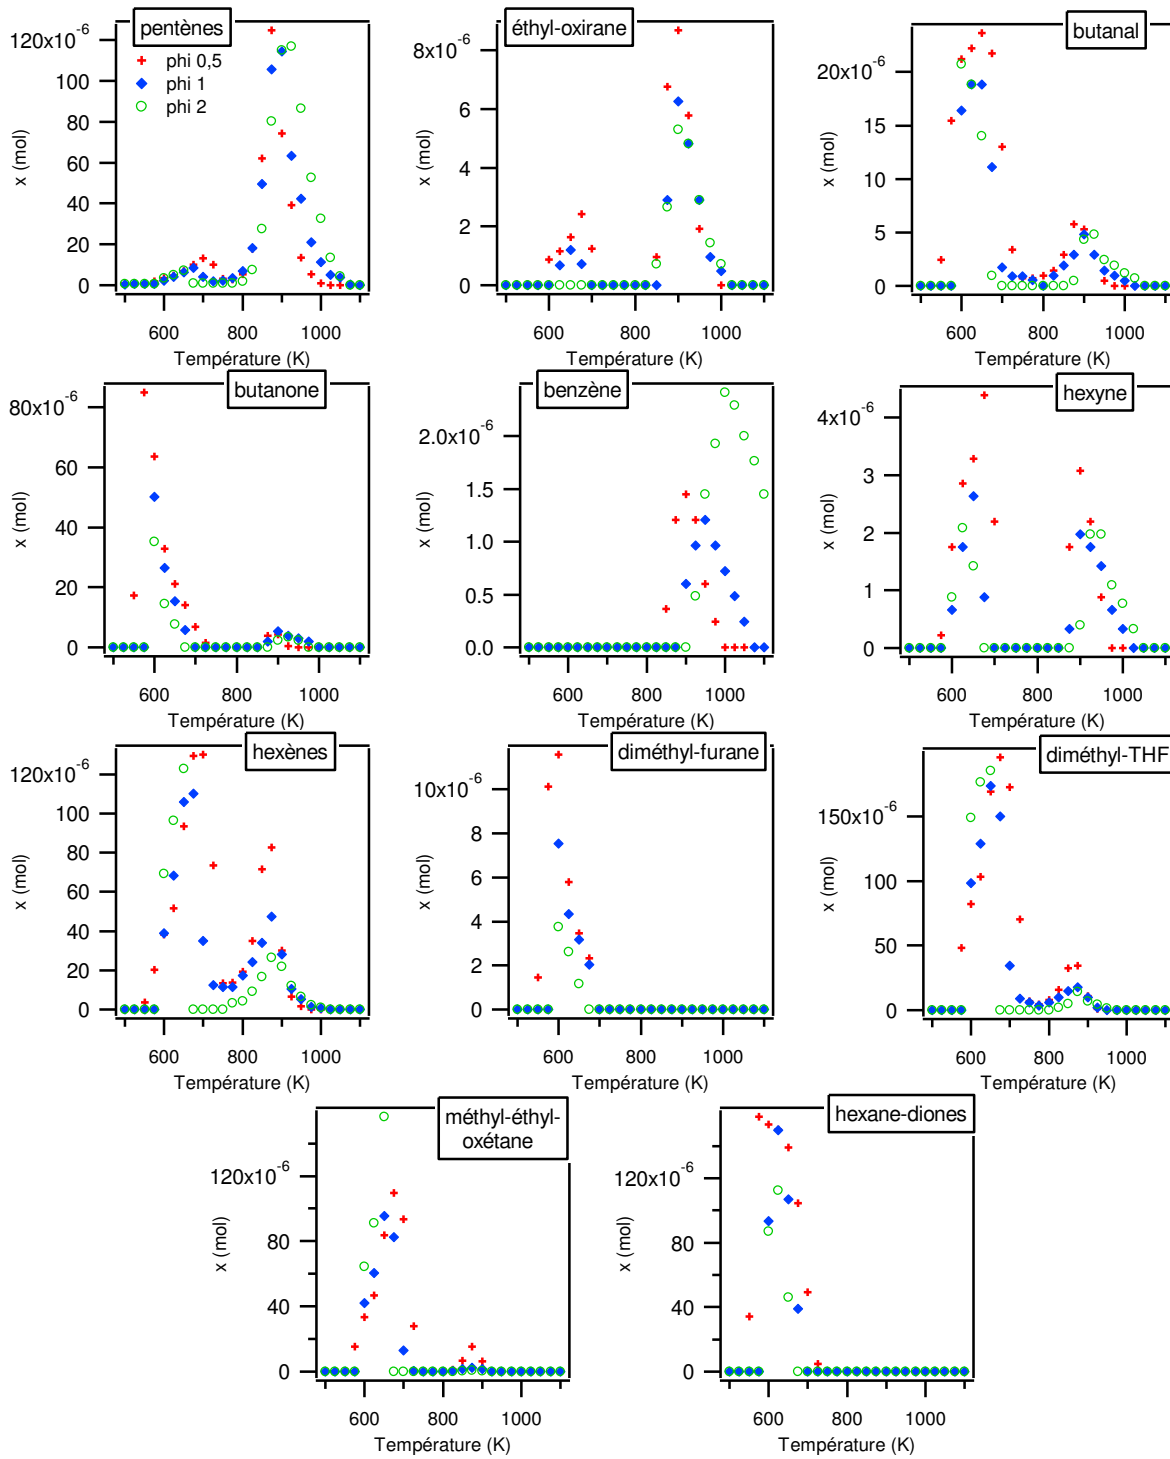 pentènes
phi 0,5
phi 1
phi 2
120x10-6
100
80
60
40
20
0
x (mol)
600 800 1000
Température (K)
éthyl-oxirane
8x10-6
6
4
2
0
x (mol)
600 800 1000
Température (K)
butanal
20x10-6
15
10
5
0
x (mol)
600 800 1000
Température (K)
butanone
80x10-6
60
40
20
0
x (mol)
600 800 1000
Température (K)
benzène
2.0x10-6
1.5
1.0
0.5
0.0
x (mol)
600 800 1000
Température (K)
hexyne
4x10-6
3
2
1
0
x (mol)
600 800 1000
Température (K)
hexènes
120x10-6
100
80
60
40
20
0
x (mol)
600 800 1000
Température (K)
diméthyl-furane
10x10-6
8
6
4
2
0
x (mol)
600 800 1000
Température (K)
diméthyl-THF
150x10-6
100
50
0
x (mol)
600 800 1000
Température (K)
méthyl-éthyl-
oxétane
120x10-6
80
40
0
x (mol)
600 800 1000
Température (K)
hexane-diones
120x10-6
80
40
0
x (mol)
600 800 1000
Température (K)